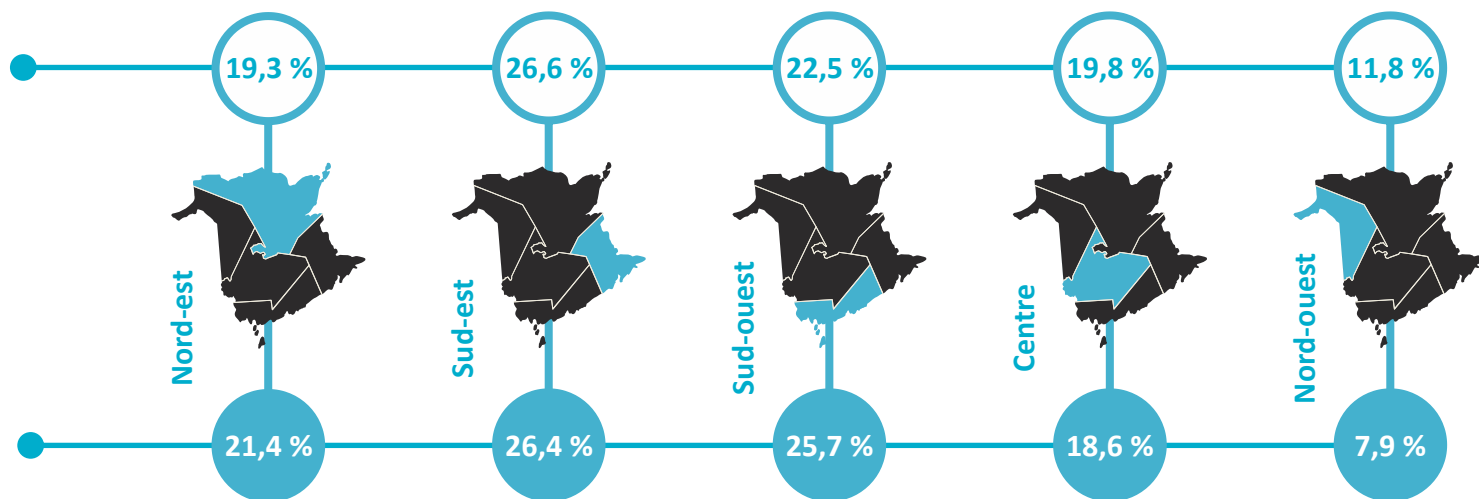 19,3 %
26,6 %
22,5 %
19,8 %
11,8 %
Nord-est
Sud-est
Sud-ouest
Centre
Nord-ouest
21,4 %
26,4 %
25,7 %
18,6 %
7,9 %